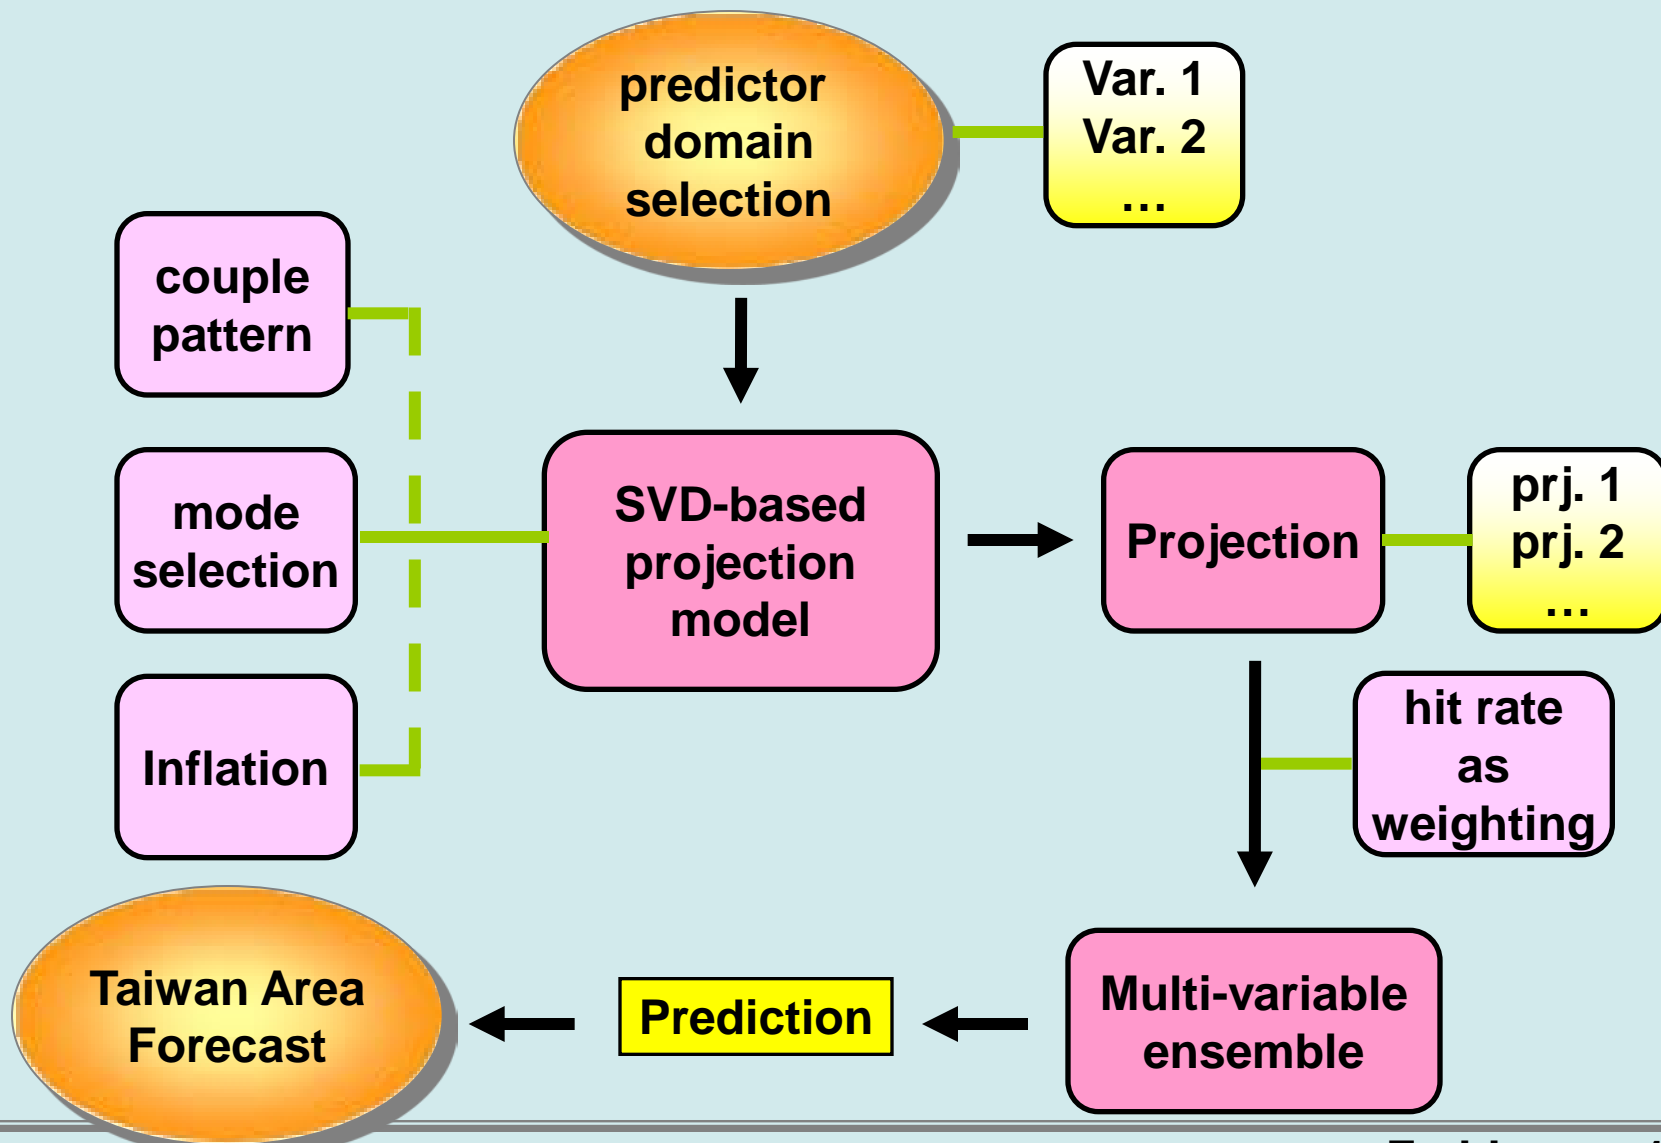 predictor
domain
selection
Var. 1
Var. 2
...
couple
pattern
mode
selection
Inflation
SVD-based
projection
model
Projection
prj. 1
prj. 2
...
hit rate
as
weighting
Multi-variable
ensemble
Prediction
Taiwan Area
Forecast